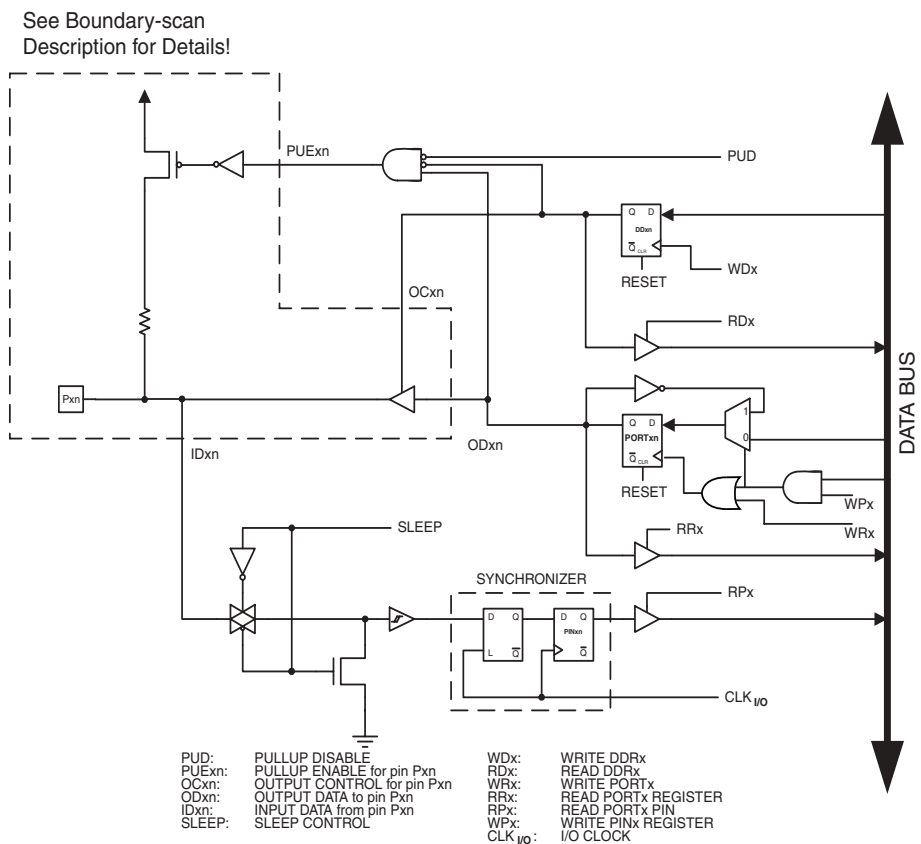 See Boundary-scan
Description for Details!
PUExn
PUD
Q D
DDxn
Q CLR
RESET
WDx
OCxn
RDx
Pxn
ODxn
IDxn
1
0
Q D
PORTxn
Q CLR
RESET
WPx
WRx
RRx
SLEEP
SYNCHRONIZER
RPx
D Q
L Q
D Q
PINxn
Q
CLK I/O
DATA BUS
PUD: PULLUP DISABLE
PUExn: PULLUP ENABLE for pin Pxn
OCxn: OUTPUT CONTROL for pin Pxn
ODxn: OUTPUT DATA to pin Pxn
IDxn: INPUT DATA from pin Pxn
SLEEP: SLEEP CONTROL
WDx: WRITE DDRx
RDx: READ DDRx
WRx: WRITE PORTx
RRx: READ PORTx REGISTER
RPx: READ PORTx PIN
WPx: WRITE PINx REGISTER
CLK I/O: I/O CLOCK